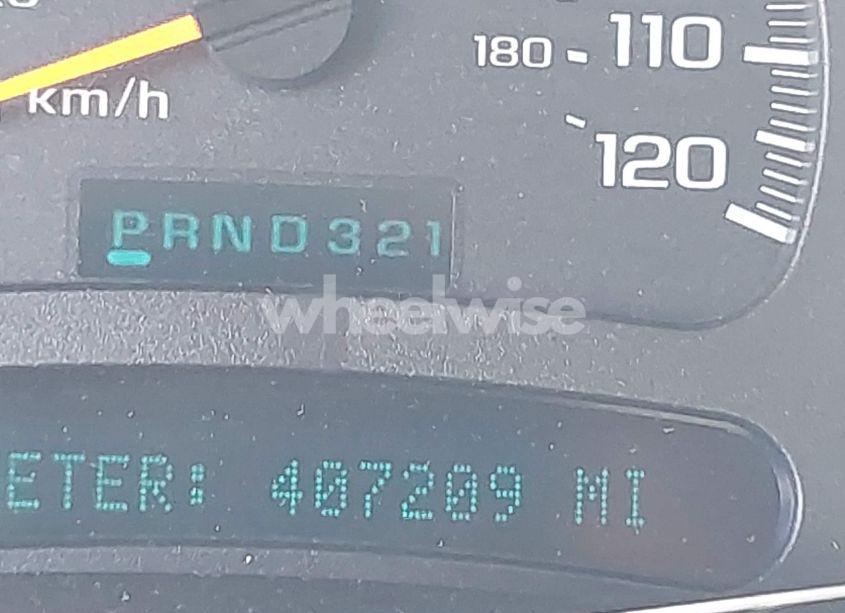 180 110
km/h
120
PRND321
wheelwise
ETER: 407209 MI